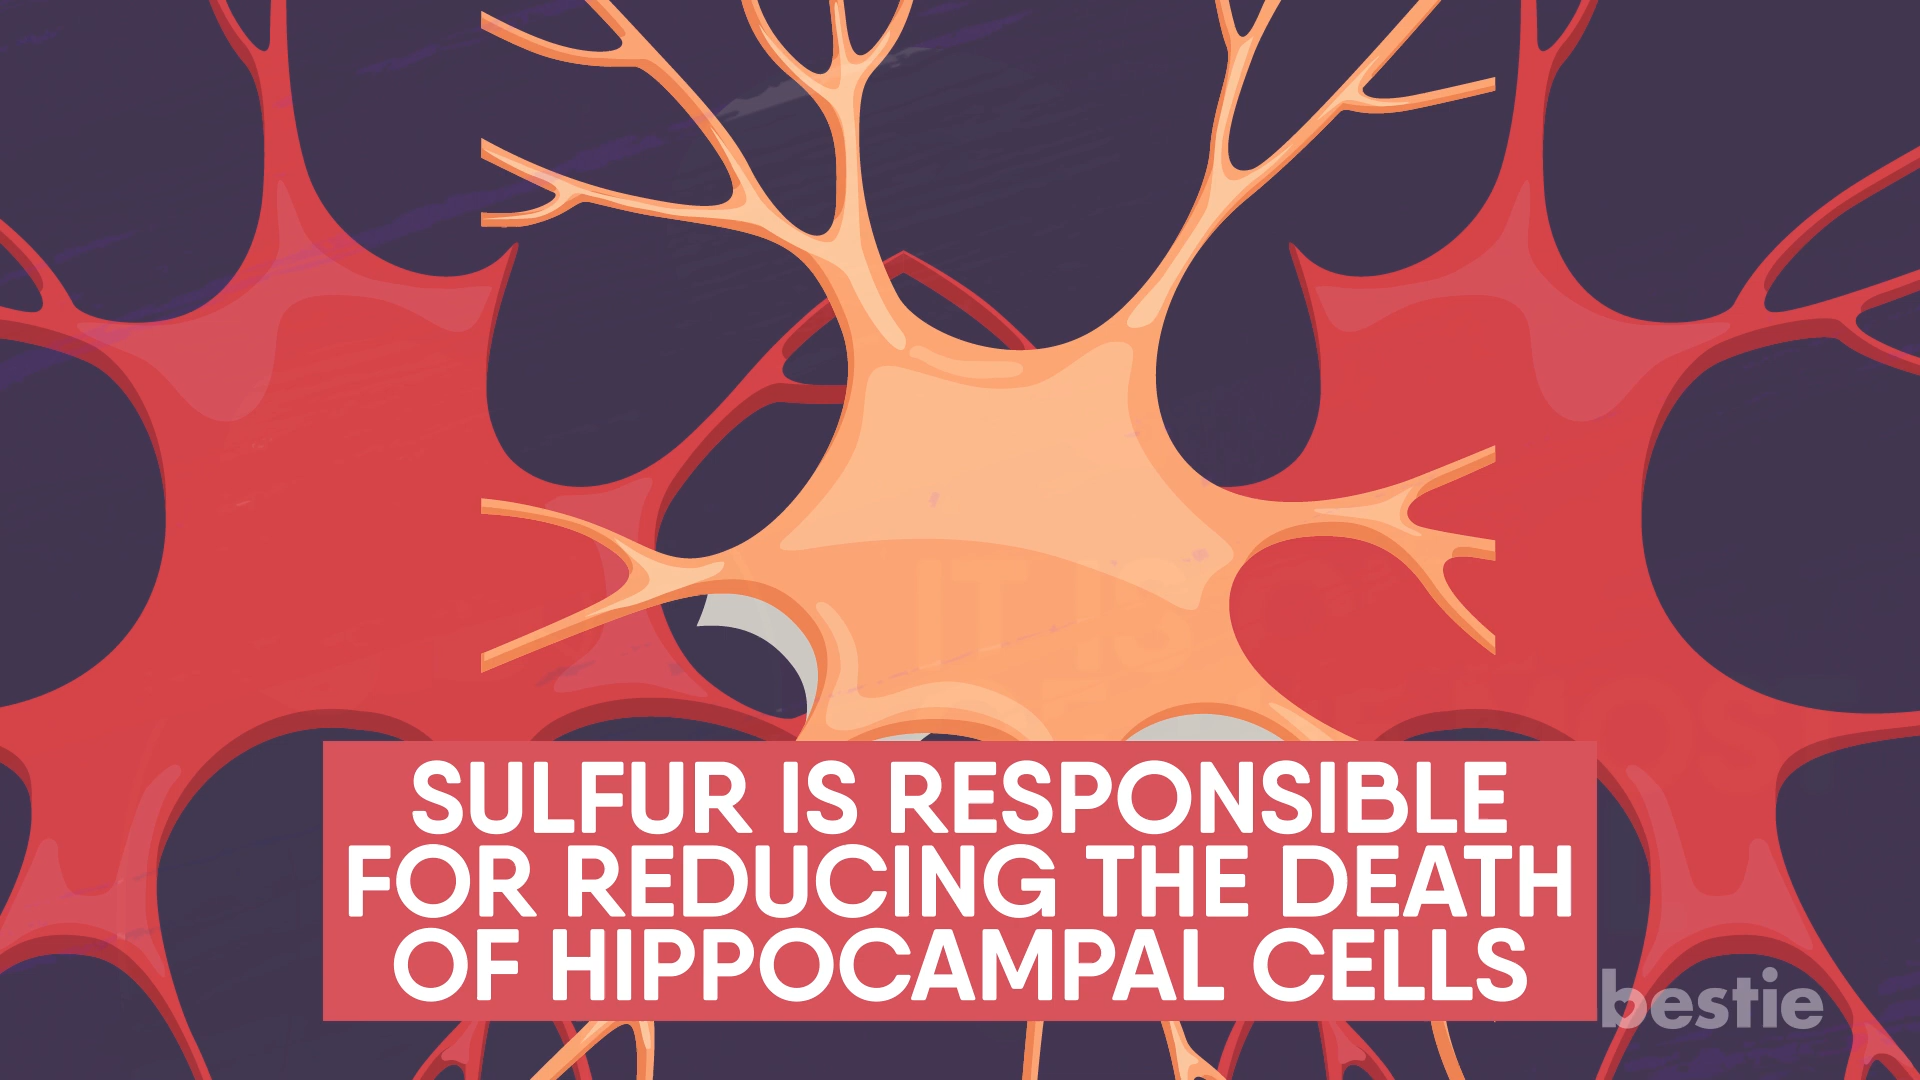 SULFUR IS RESPONSIBLE
FOR REDUCING THE DEATH
OF HIPPOCAMPAL CELLS
bestie